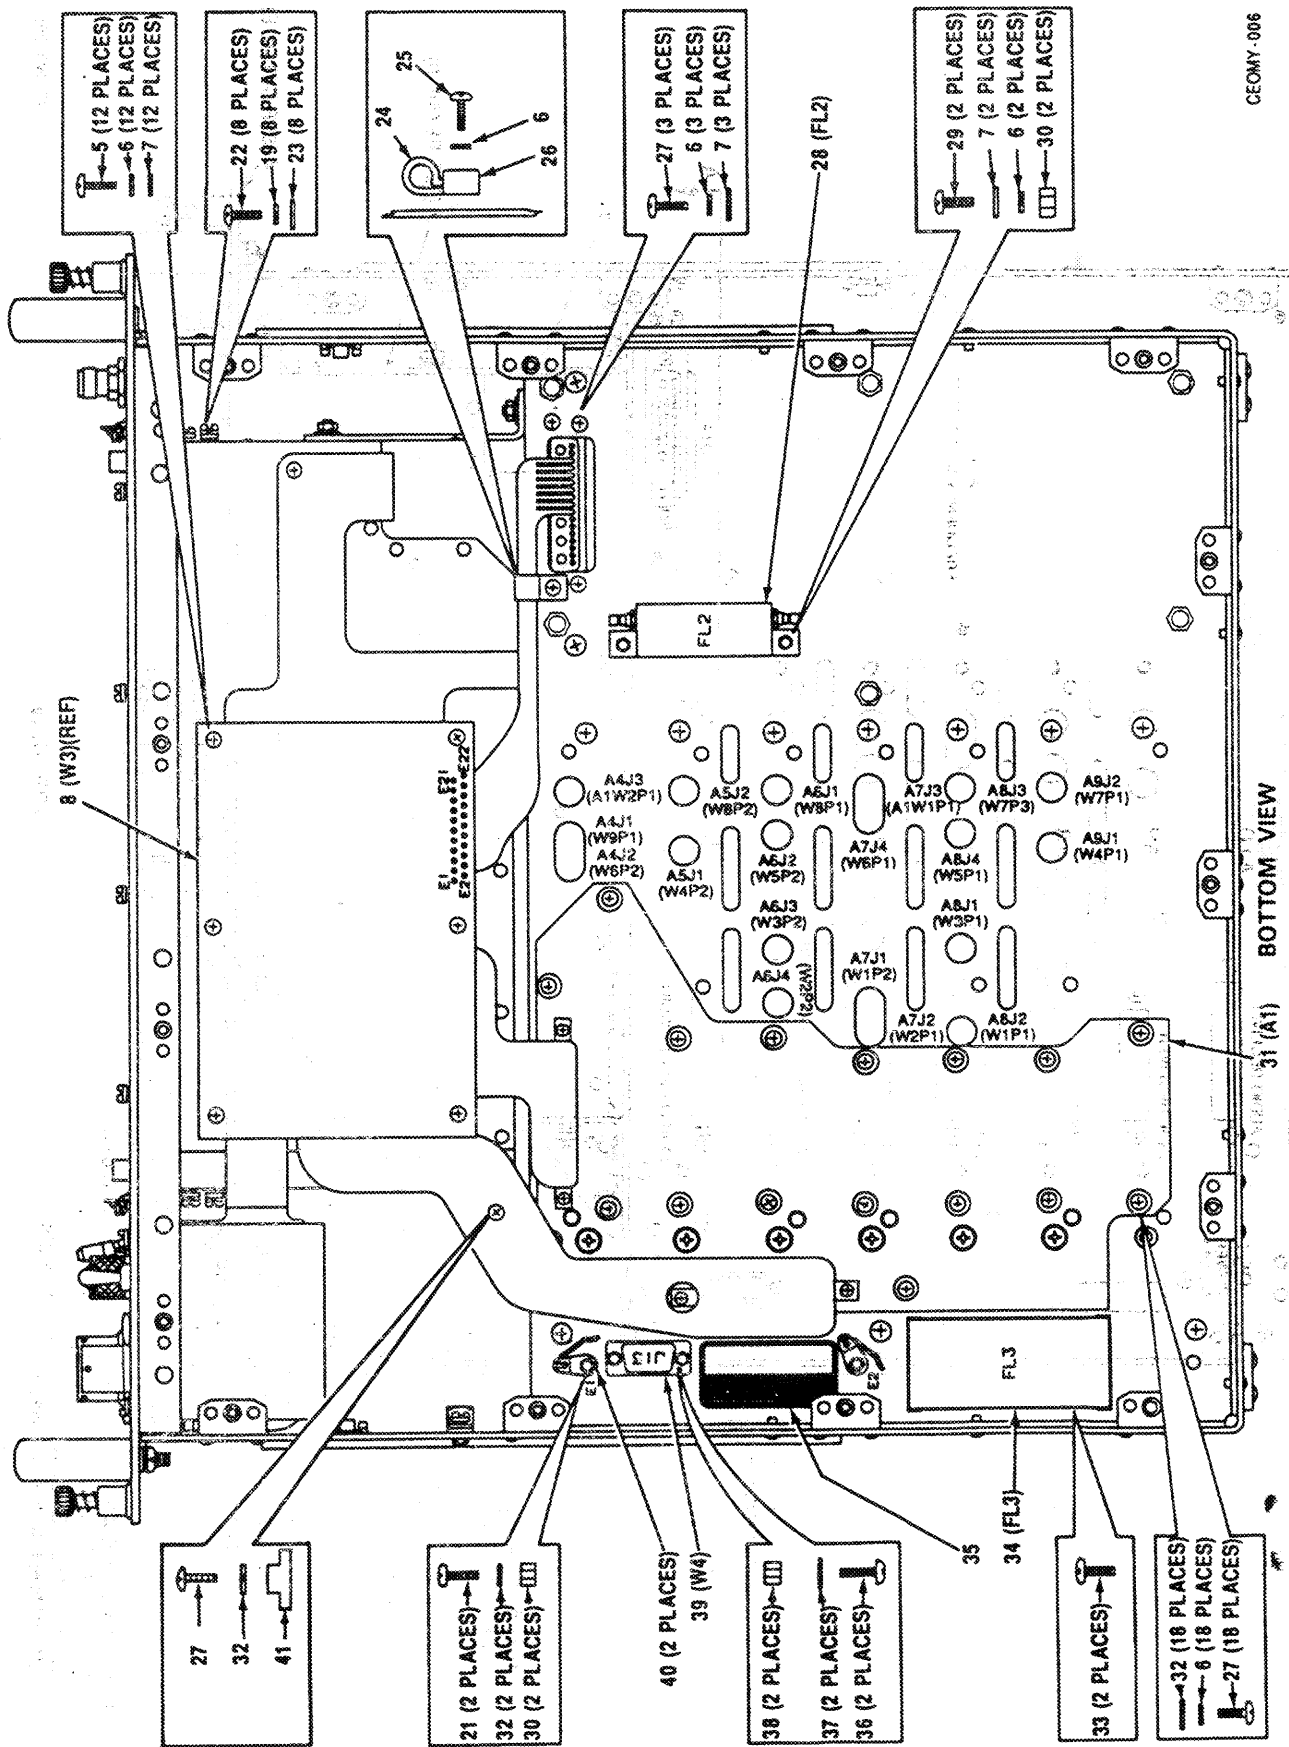 5 (12 PLACES)
6 (12 PLACES)
7 (12 PLACES)
22 (8 PLACES)
19 (8 PLACES)
23 (8 PLACES)
24
25
6
26
27 (3 PLACES)
6 (3 PLACES)
7 (3 PLACES)
28 (FL2)
29 (2 PLACES)
7 (2 PLACES)
6 (2 PLACES)
30 (2 PLACES)
CEOMY-006
8 (W3)(REF)
E1
E2
E21
E22
FL2
A4J3
(A1W2P1)
A4J1
(W9P1)
A4J2
(W6P2)
A5J2
(W8P2)
A5J1
(W4P2)
A6J1
(W8P1)
A6J2
(W5P2)
A6J3
(W3P2)
A6J4
(W2P2)
A7J3
(A1W1P1)
A7J4
(W6P1)
A7J1
(W1P2)
A7J2
(W2P1)
A8J3
(W7P3)
A8J4
(W5P1)
A8J1
(W3P1)
A8J2
(W1P1)
A9J2
(W7P1)
A9J1
(W4P1)
31 (A1)
BOTTOM VIEW
E1
J13
E2
FL3
27
32
41
21 (2 PLACES)
32 (2 PLACES)
30 (2 PLACES)
40 (2 PLACES)
39 (W4)
38 (2 PLACES)
37 (2 PLACES)
36 (2 PLACES)
35
34 (FL3)
33 (2 PLACES)
32 (18 PLACES)
6 (18 PLACES)
27 (18 PLACES)